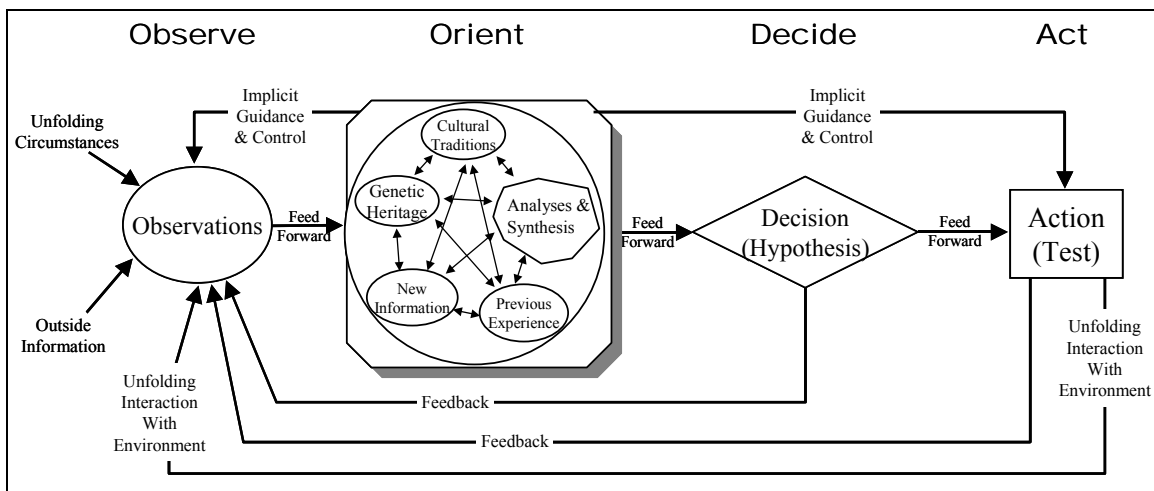 Observe
Orient
Decide
Act
Implicit
Guidance
& Control
Implicit
Guidance
& Control
Unfolding
Circumstances
Cultural
Traditions
Genetic
Heritage
Analyses &
Synthesis
Observations
Feed
Forward
Feed
Forward
Decision
(Hypothesis)
Feed
Forward
Action
(Test)
New
Information
Previous
Experience
Outside
Information
Unfolding
Interaction
With
Environment
Unfolding
Interaction
With
Environment
Feedback
Feedback